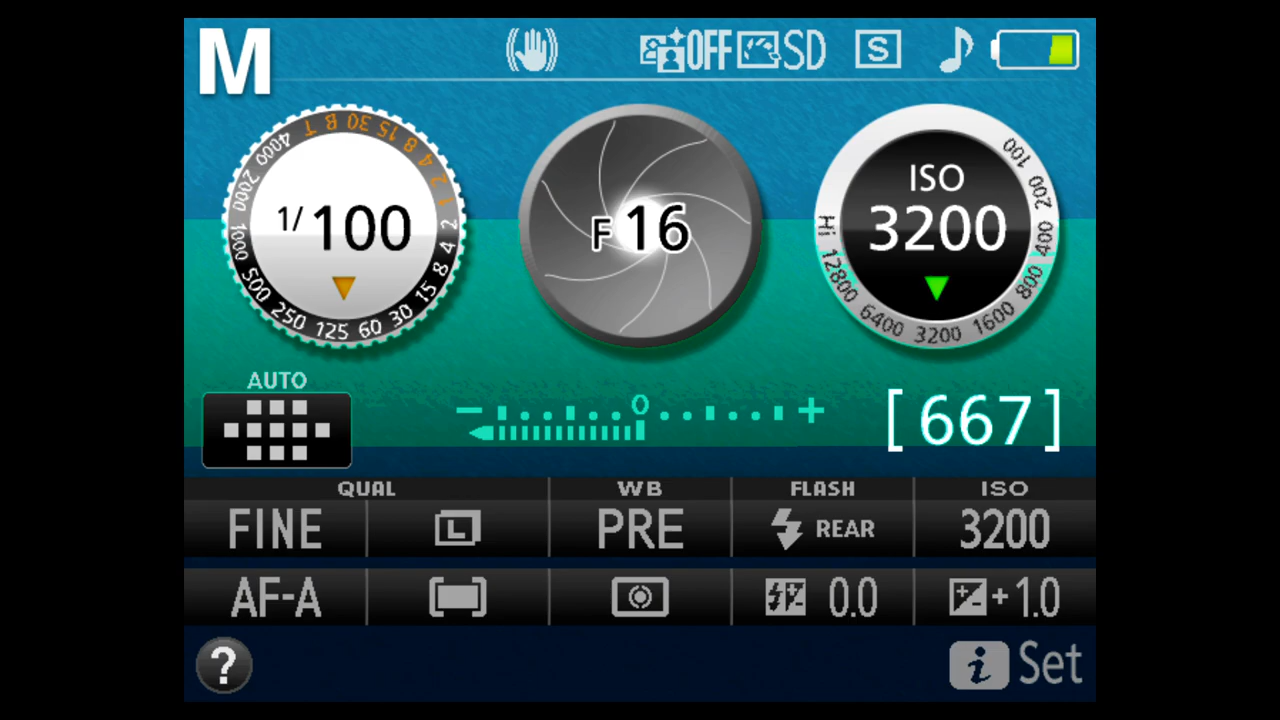 M OFF SD S
T B 30 15 8 4 2 1 2 4 8 15 30 60 125 250 500 1000 2000 4000
1/100
F 16
ISO
3200
100 200 400 800 1600 3200 6400 12800 Hi
AUTO
− 0 +
[667]
QUAL WB FLASH ISO
FINE L PRE REAR 3200
AF-A 0.0 +1.0
? i Set